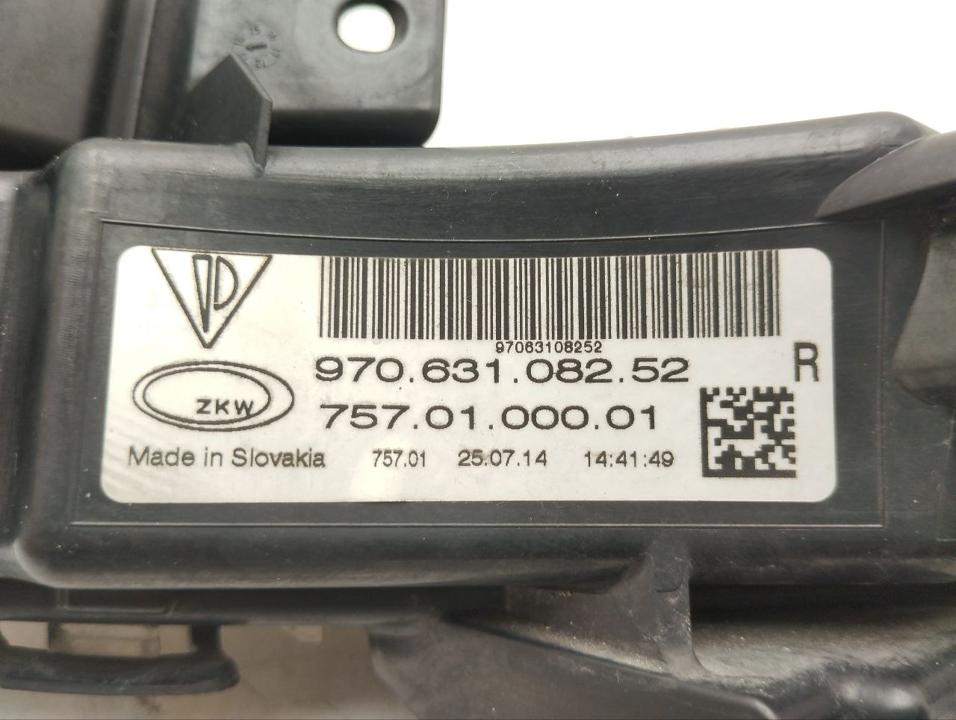 97063108252
970.631.082.52
R
ZKW
757.01.000.01
Made in Slovakia 757.01 25.07.14 14:41:49